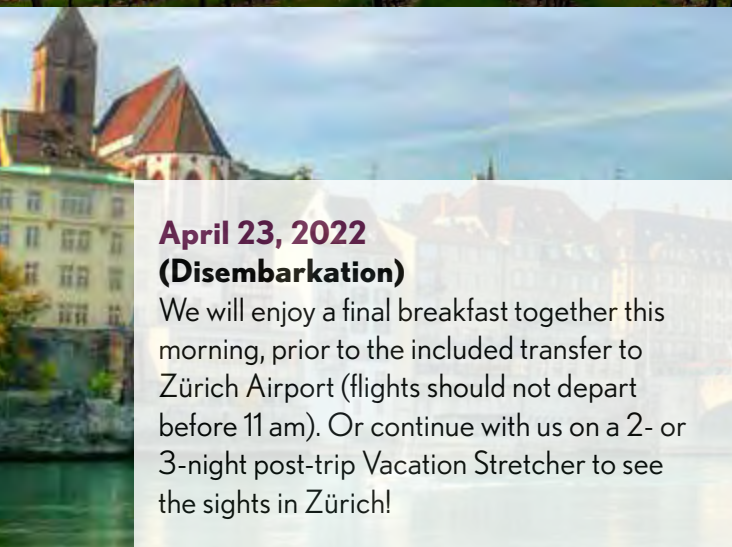 April 23, 2022
(Disembarkation)
We will enjoy a final breakfast together this
morning, prior to the included transfer to
Zürich Airport (flights should not depart
before 11 am). Or continue with us on a 2- or
3-night post-trip Vacation Stretcher to see
the sights in Zürich!